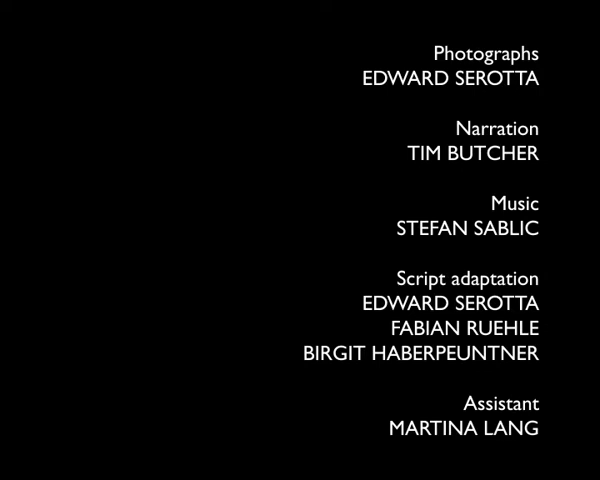 Photographs
EDWARD SEROTTA
Narration
TIM BUTCHER
Music
STEFAN SABLIC
Script adaptation
EDWARD SEROTTA
FABIAN RUEHLE
BIRGIT HABERPEUNTNER
Assistant
MARTINA LANG